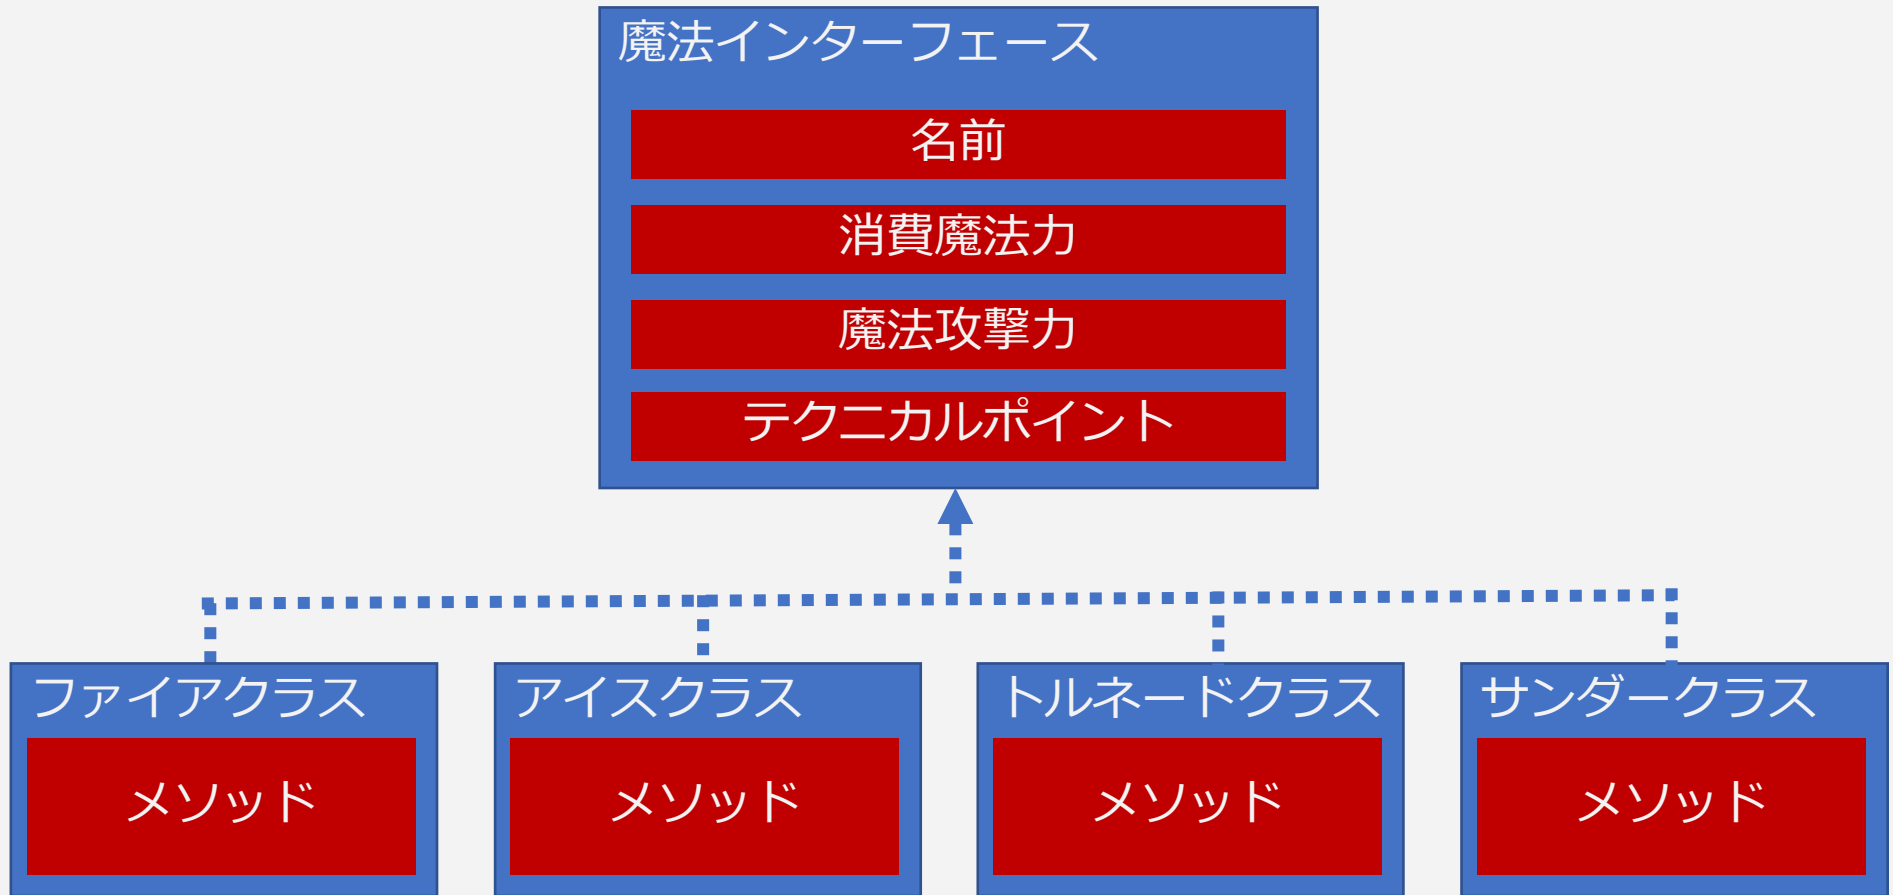 魔法インターフェース
名前
消費魔法力
魔法攻撃力
テクニカルポイント
ファイアクラス
メソッド
アイスクラス
メソッド
トルネードクラス
メソッド
サンダークラス
メソッド